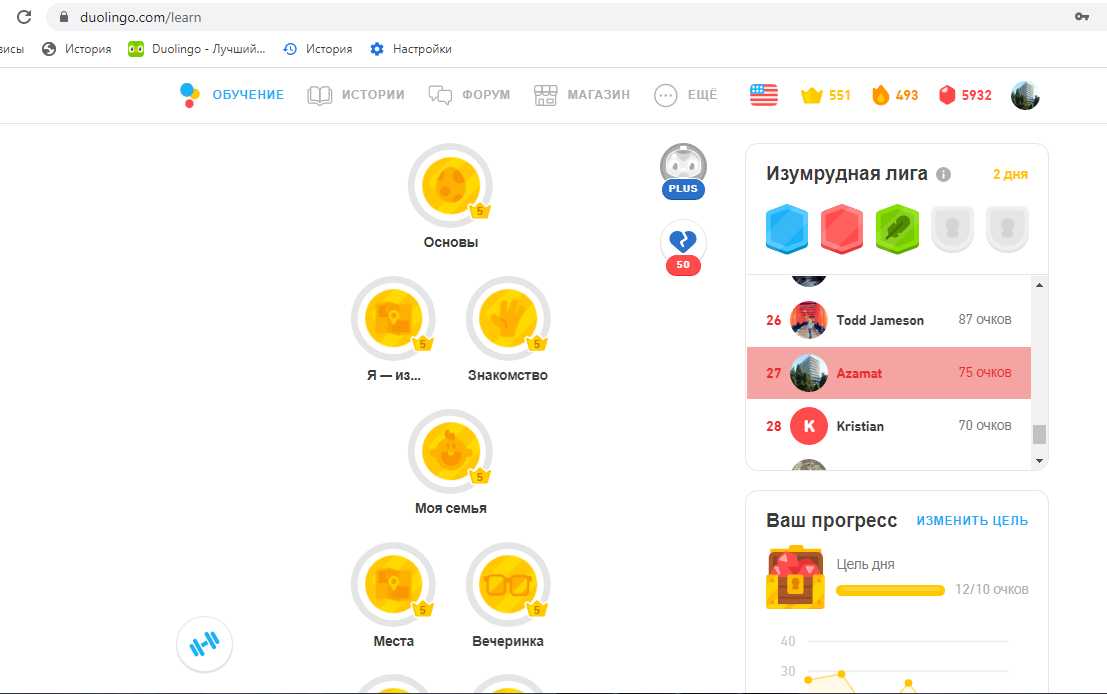 duolingo.com/learn
висы История Duolingo - Лучший... История Настройки
ОБУЧЕНИЕ ИСТОРИИ ФОРУМ МАГАЗИН ЕЩЁ 551 493 5932
5
Основы
5 5
Я — из... Знакомство
5
Моя семья
5 5
Места Вечеринка
PLUS
50
Изумрудная лига 2 дня
26 Todd Jameson 87 очков
27 Azamat 75 очков
28 K Kristian 70 очков
Ваш прогресс ИЗМЕНИТЬ ЦЕЛЬ
Цель дня
12/10 очков
40
30